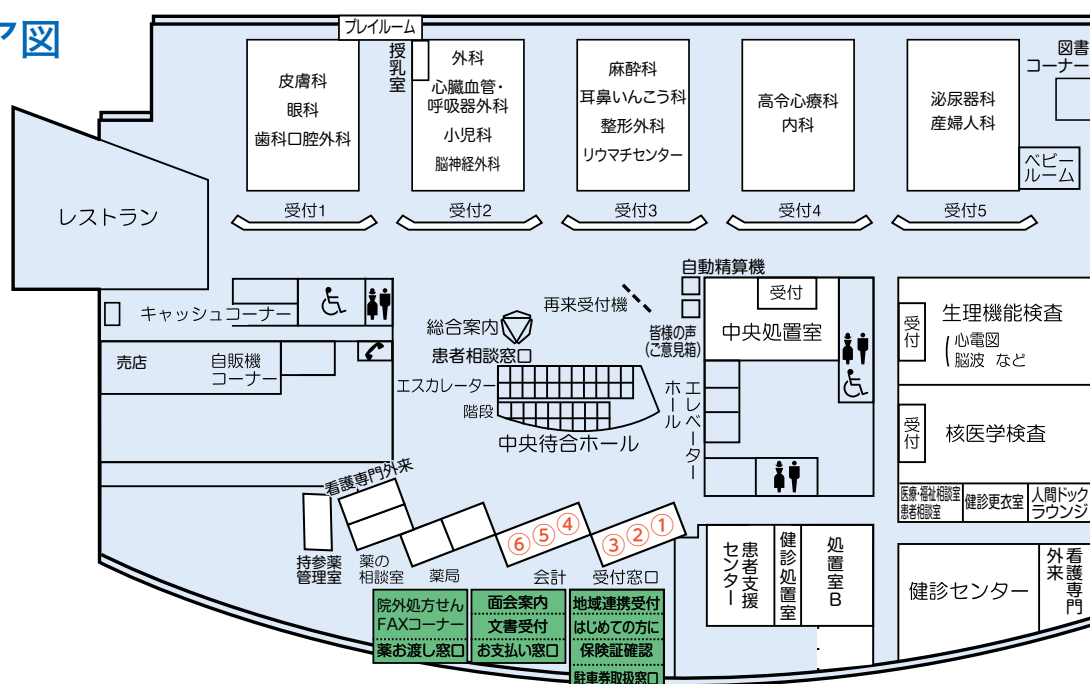 ア図
プレイルーム
授乳室
皮膚科
眼科
歯科口腔外科
外科
心臓血管・
呼吸器外科
小児科
脳神経外科
麻酔科
耳鼻いんこう科
整形外科
リウマチセンター
高令心療科
内科
泌尿器科
産婦人科
図書
コーナー
ベビー
ルーム
レストラン
受付1
受付2
受付3
受付4
受付5
キャッシュコーナー
売店
自販機
コーナー
総合案内
患者相談窓口
再来受付機
自動精算機
皆様の声
(ご意見箱)
受付
中央処置室
エスカレーター
階段
中央待合ホール
エレベーター
ホール
受付
生理機能検査
心電図
脳波 など
受付
核医学検査
医療・福祉相談室
患者相談室
健診更衣室
人間ドック
ラウンジ
看護専門外来
持参薬
管理室
薬の
相談室
薬局
会計
受付窓口
⑥⑤④
③②①
患者支援
センター
健診処置室
処置室B
健診センター
看護専門
外来
院外処方せん
FAXコーナー
薬お渡し窓口
面会案内
文書受付
お支払い窓口
地域連携受付
はじめての方に
保険証確認
駐車券取扱窓口